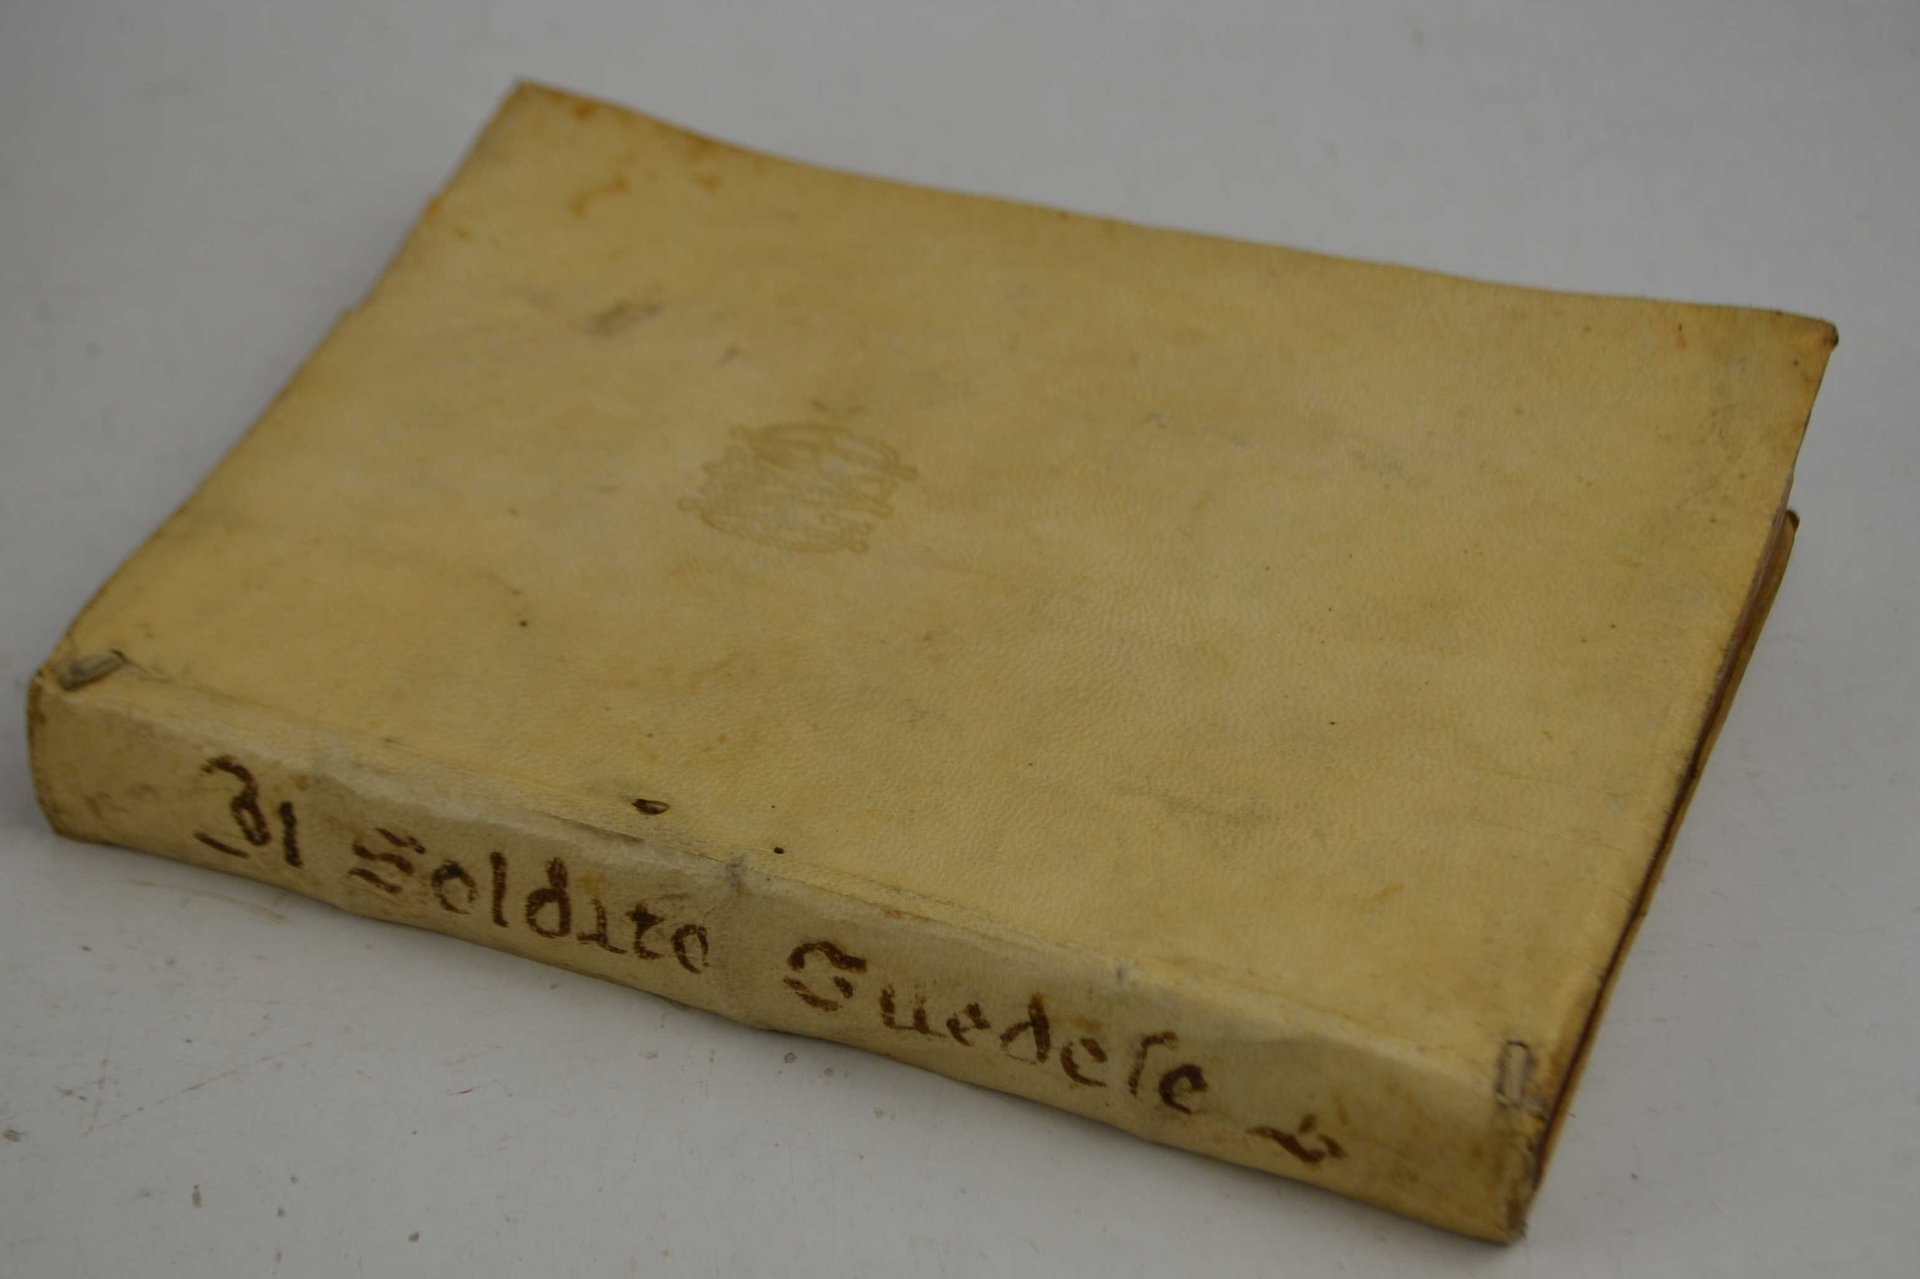 Il Soldato Suedese